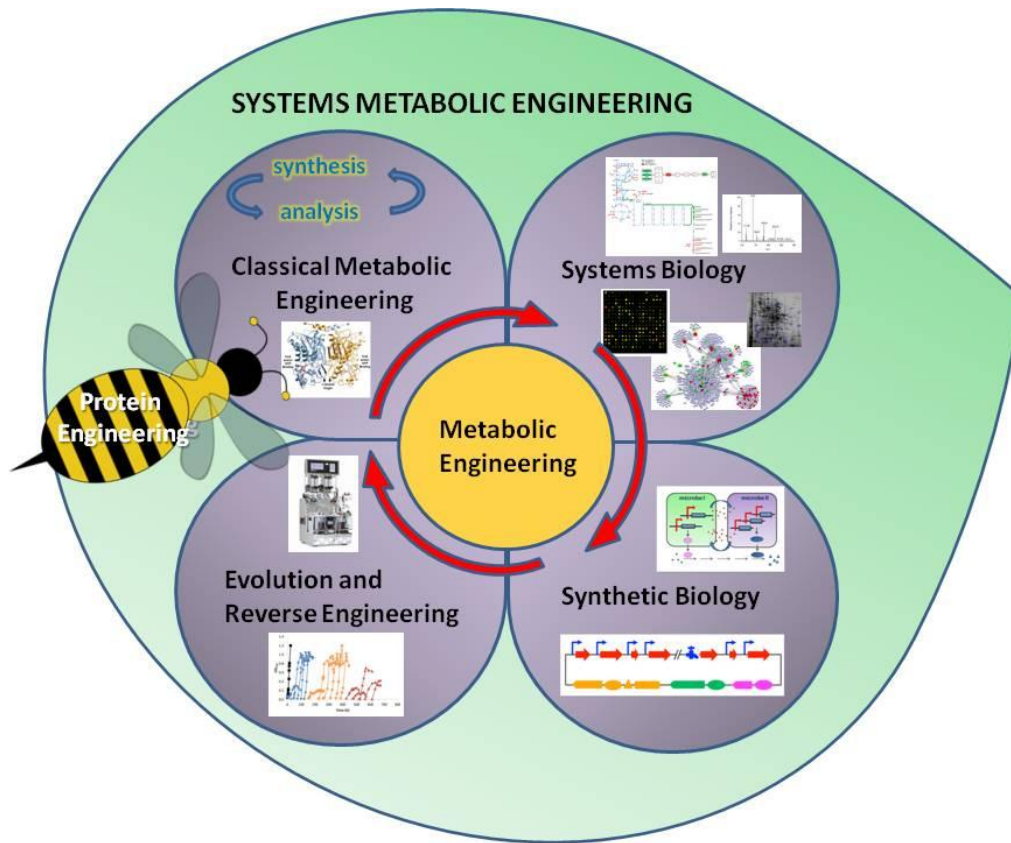 SYSTEMS METABOLIC ENGINEERING
synthesis
analysis
Classical Metabolic
Engineering
Systems Biology
Protein
Engineering
Metabolic
Engineering
Evolution and
Reverse Engineering
Synthetic Biology